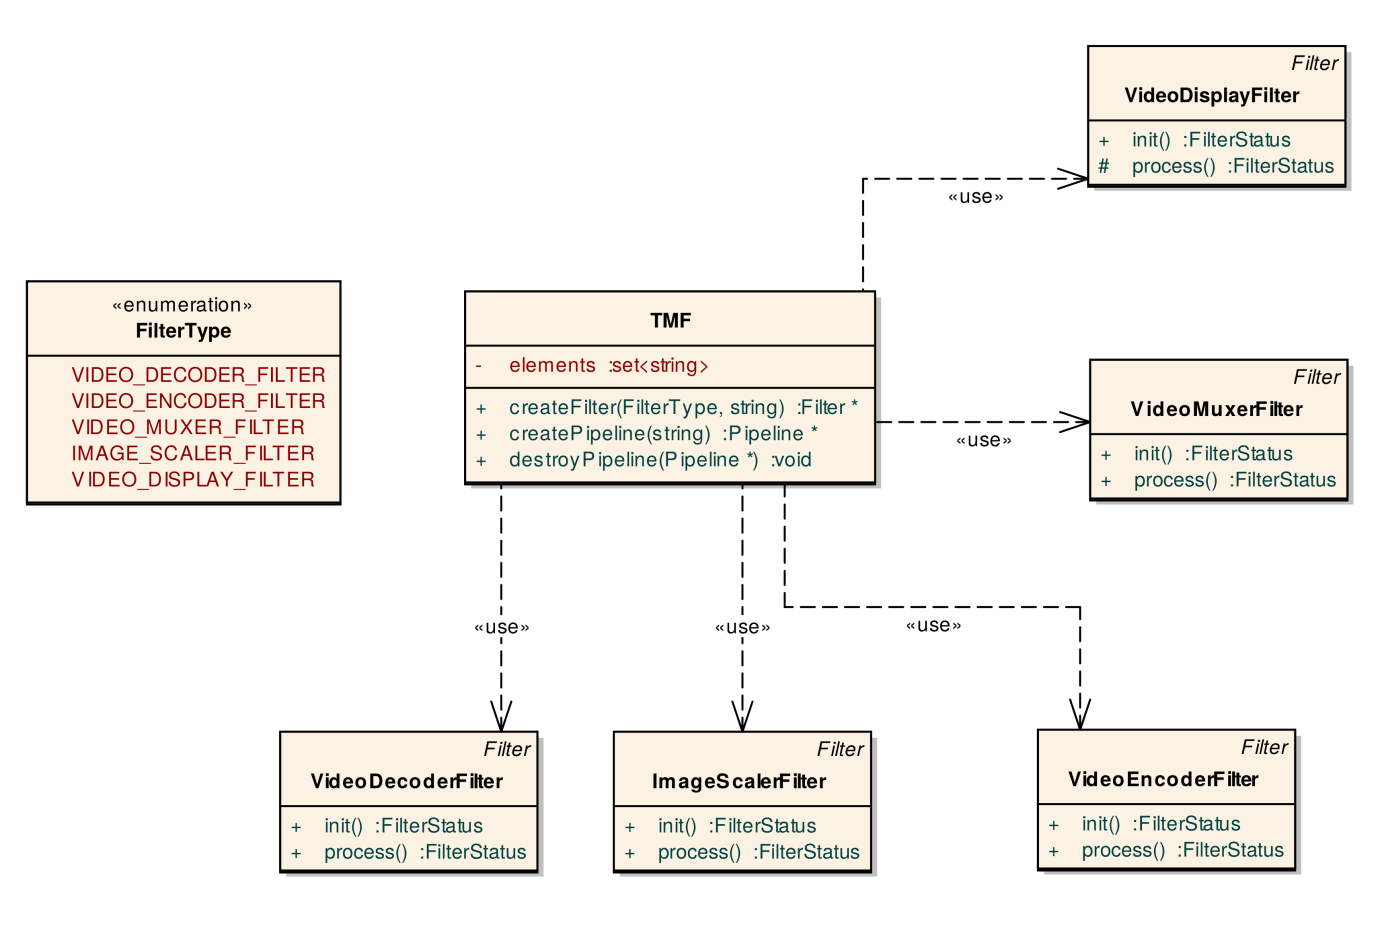 Filter
VideoDisplayFilter
+ init() :FilterStatus
# process() :FilterStatus
«use»
«enumeration»
FilterType
VIDEO_DECODER_FILTER
VIDEO_ENCODER_FILTER
VIDEO_MUXER_FILTER
IMAGE_SCALER_FILTER
VIDEO_DISPLAY_FILTER
TMF
- elements :set<string>
+ createFilter(FilterType, string) :Filter *
+ createPipeline(string) :Pipeline *
+ destroyPipeline(Pipeline *) :void
«use»
Filter
VideoMuxerFilter
+ init() :FilterStatus
+ process() :FilterStatus
«use»
«use»
«use»
Filter
VideoDecoderFilter
+ init() :FilterStatus
+ process() :FilterStatus
Filter
ImageScalerFilter
+ init() :FilterStatus
+ process() :FilterStatus
Filter
VideoEncoderFilter
+ init() :FilterStatus
+ process() :FilterStatus